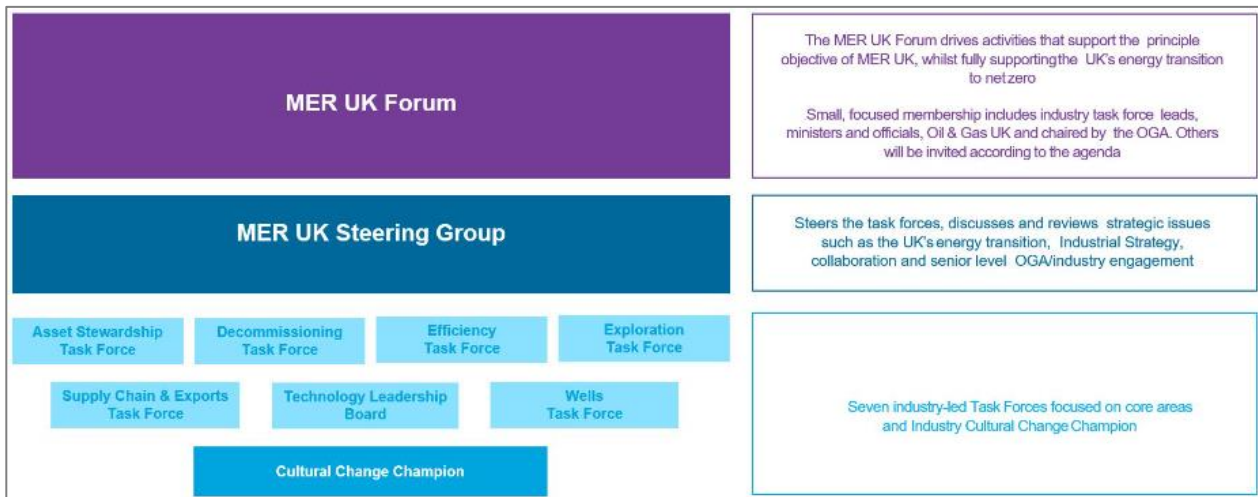 MER UK Forum
The MER UK Forum drives activities that support the principle
objective of MER UK, whilst fully supporting the UK's energy transition
to net zero
Small, focused membership includes industry task force leads,
ministers and officials, Oil & Gas UK and chaired by the OGA. Others
will be invited according to the agenda
MER UK Steering Group
Steers the task forces, discusses and reviews strategic issues
such as the UK's energy transition, Industrial Strategy,
collaboration and senior level OGA/industry engagement
Asset Stewardship
Task Force
Decommissioning
Task Force
Efficiency
Task Force
Exploration
Task Force
Supply Chain & Exports
Task Force
Technology Leadership
Board
Wells
Task Force
Cultural Change Champion
Seven industry-led Task Forces focused on core areas
and Industry Cultural Change Champion